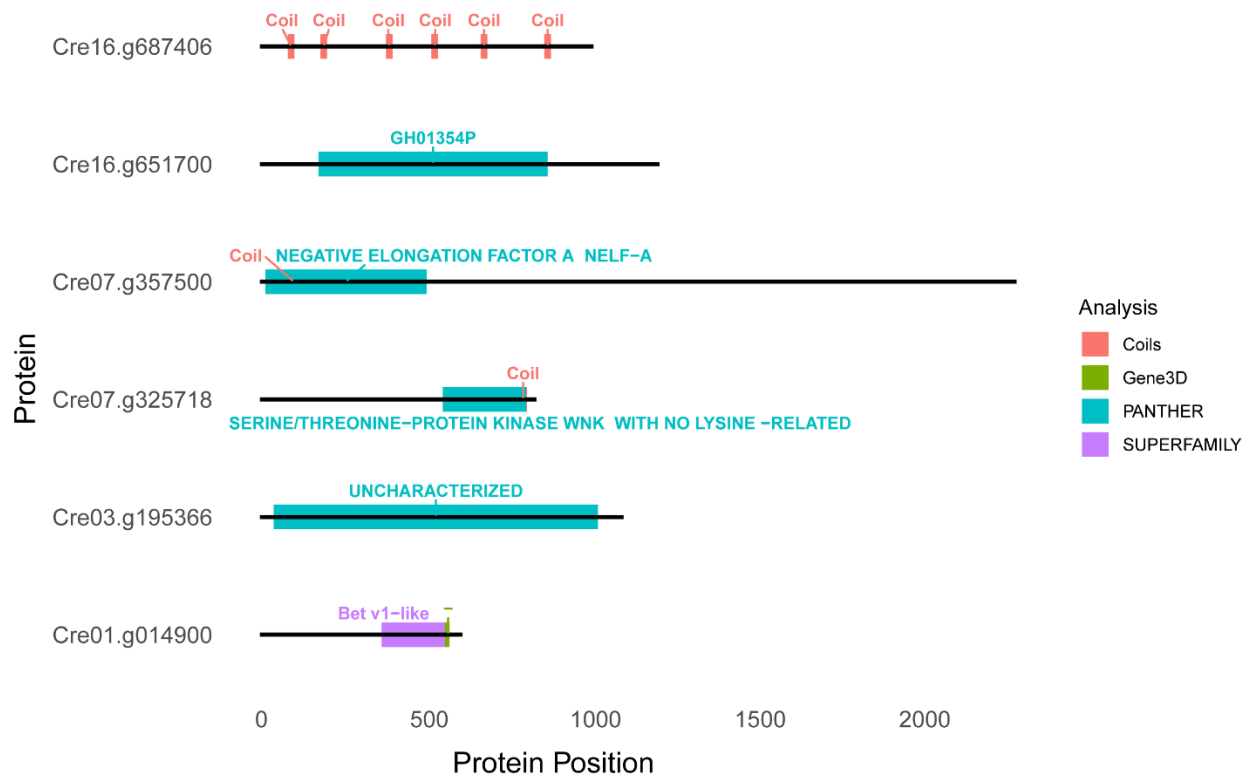 Coil Coil Coil Coil Coil Coil
Cre16.g687406
GH01354P
Cre16.g651700
Coil NEGATIVE ELONGATION FACTOR A  NELF−A
Cre07.g357500
Coil
Cre07.g325718
SERINE/THREONINE−PROTEIN KINASE WNK  WITH NO LYSINE −RELATED
UNCHARACTERIZED
Cre03.g195366
Bet v1−like −
Cre01.g014900
Protein
0 500 1000 1500 2000
Protein Position
Analysis
Coils
Gene3D
PANTHER
SUPERFAMILY